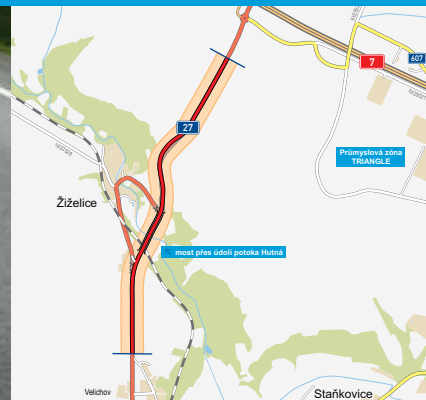 7
607
27
Průmyslová zóna
TRIANGLE
Žiželice
most přes údolí potoka Hutná
Velichov
Staňkovice